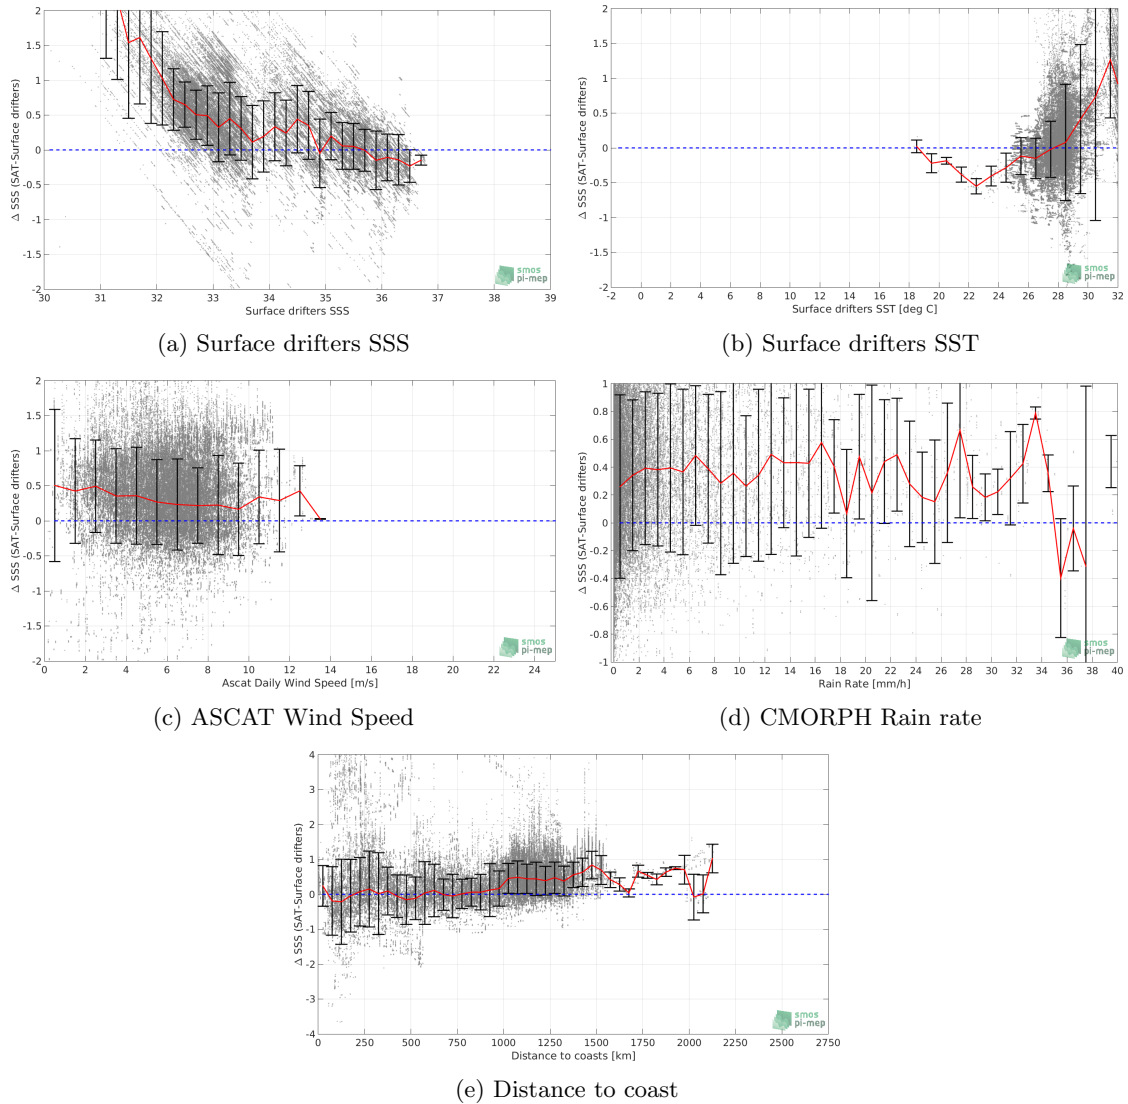 Δ SSS (SAT-Surface drifters)
2
1.5
1
0.5
0
-0.5
-1
-1.5
-2
30 31 32 33 34 35 36 37 38 39
Surface drifters SSS
smos
pi-mep
(a) Surface drifters SSS
Δ SSS (SAT-Surface drifters)
2
1.5
1
0.5
0
-0.5
-1
-1.5
-2
-2 0 2 4 6 8 10 12 14 16 18 20 22 24 26 28 30 32
Surface drifters SST [deg C]
smos
pi-mep
(b) Surface drifters SST
Δ SSS (SAT-Surface drifters)
2
1.5
1
0.5
0
-0.5
-1
-1.5
-2
0 2 4 6 8 10 12 14 16 18 20 22 24
Ascat Daily Wind Speed [m/s]
smos
pi-mep
(c) ASCAT Wind Speed
Δ SSS (SAT-Surface drifters)
1
0.8
0.6
0.4
0.2
0
-0.2
-0.4
-0.6
-0.8
-1
0 2 4 6 8 10 12 14 16 18 20 22 24 26 28 30 32 34 36 38 40
Rain Rate [mm/h]
smos
pi-mep
(d) CMORPH Rain rate
Δ SSS (SAT-Surface drifters)
4
3
2
1
0
-1
-2
-3
-4
0 250 500 750 1000 1250 1500 1750 2000 2250 2500 2750
Distance to coasts [km]
smos
pi-mep
(e) Distance to coast